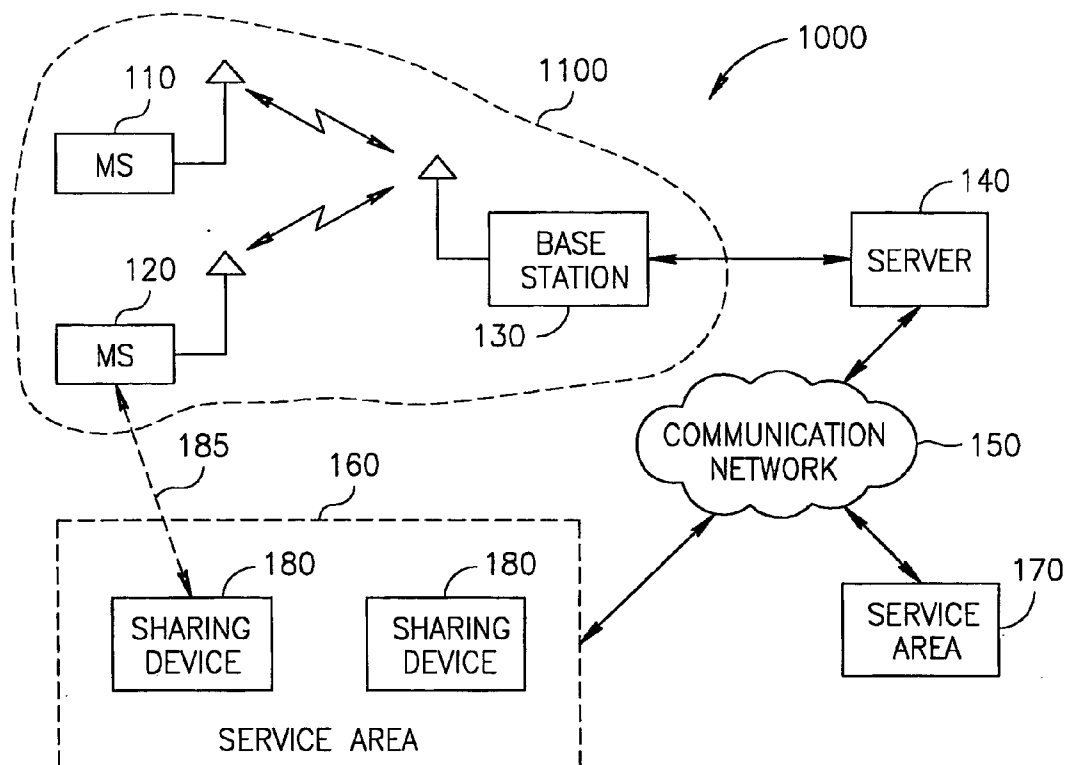 1000
110
1100
MS
140
BASE
STATION
SERVER
120
130
MS
COMMUNICATION
NETWORK
150
185
160
180
180
170
SHARING
DEVICE
SHARING
DEVICE
SERVICE
AREA
SERVICE AREA